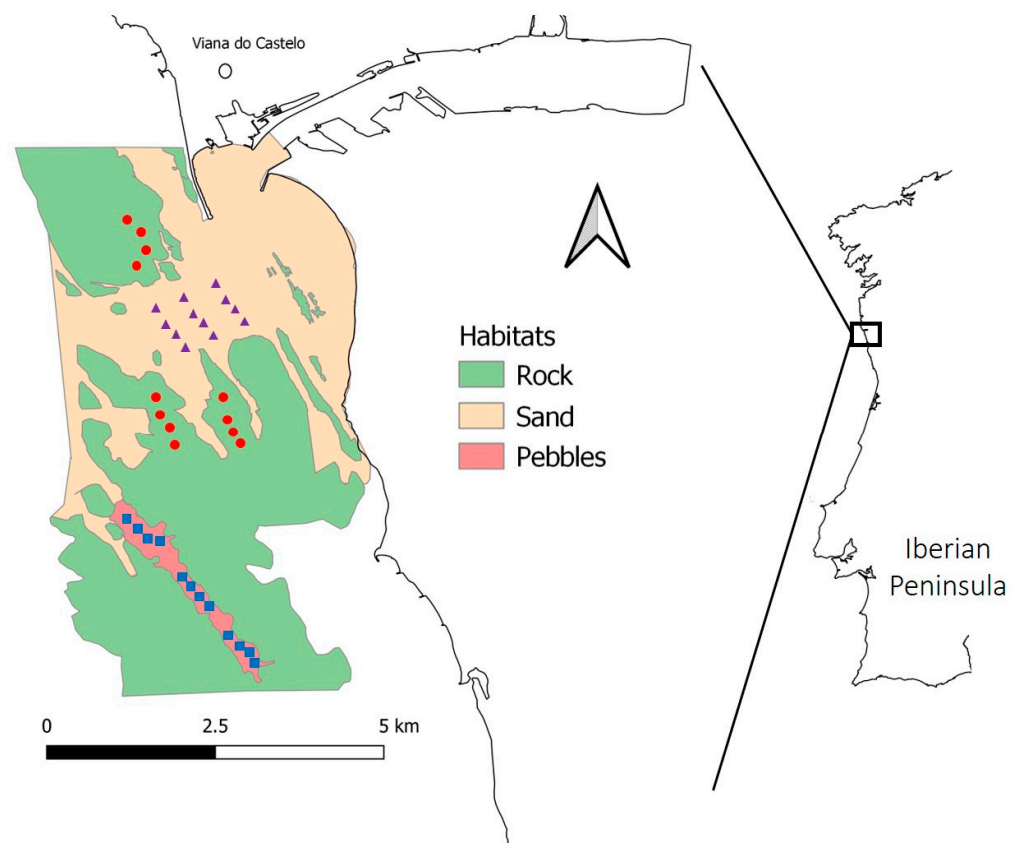 Viana do Castelo
Habitats
Rock
Sand
Pebbles
Iberian
Peninsula
0 2.5 5 km